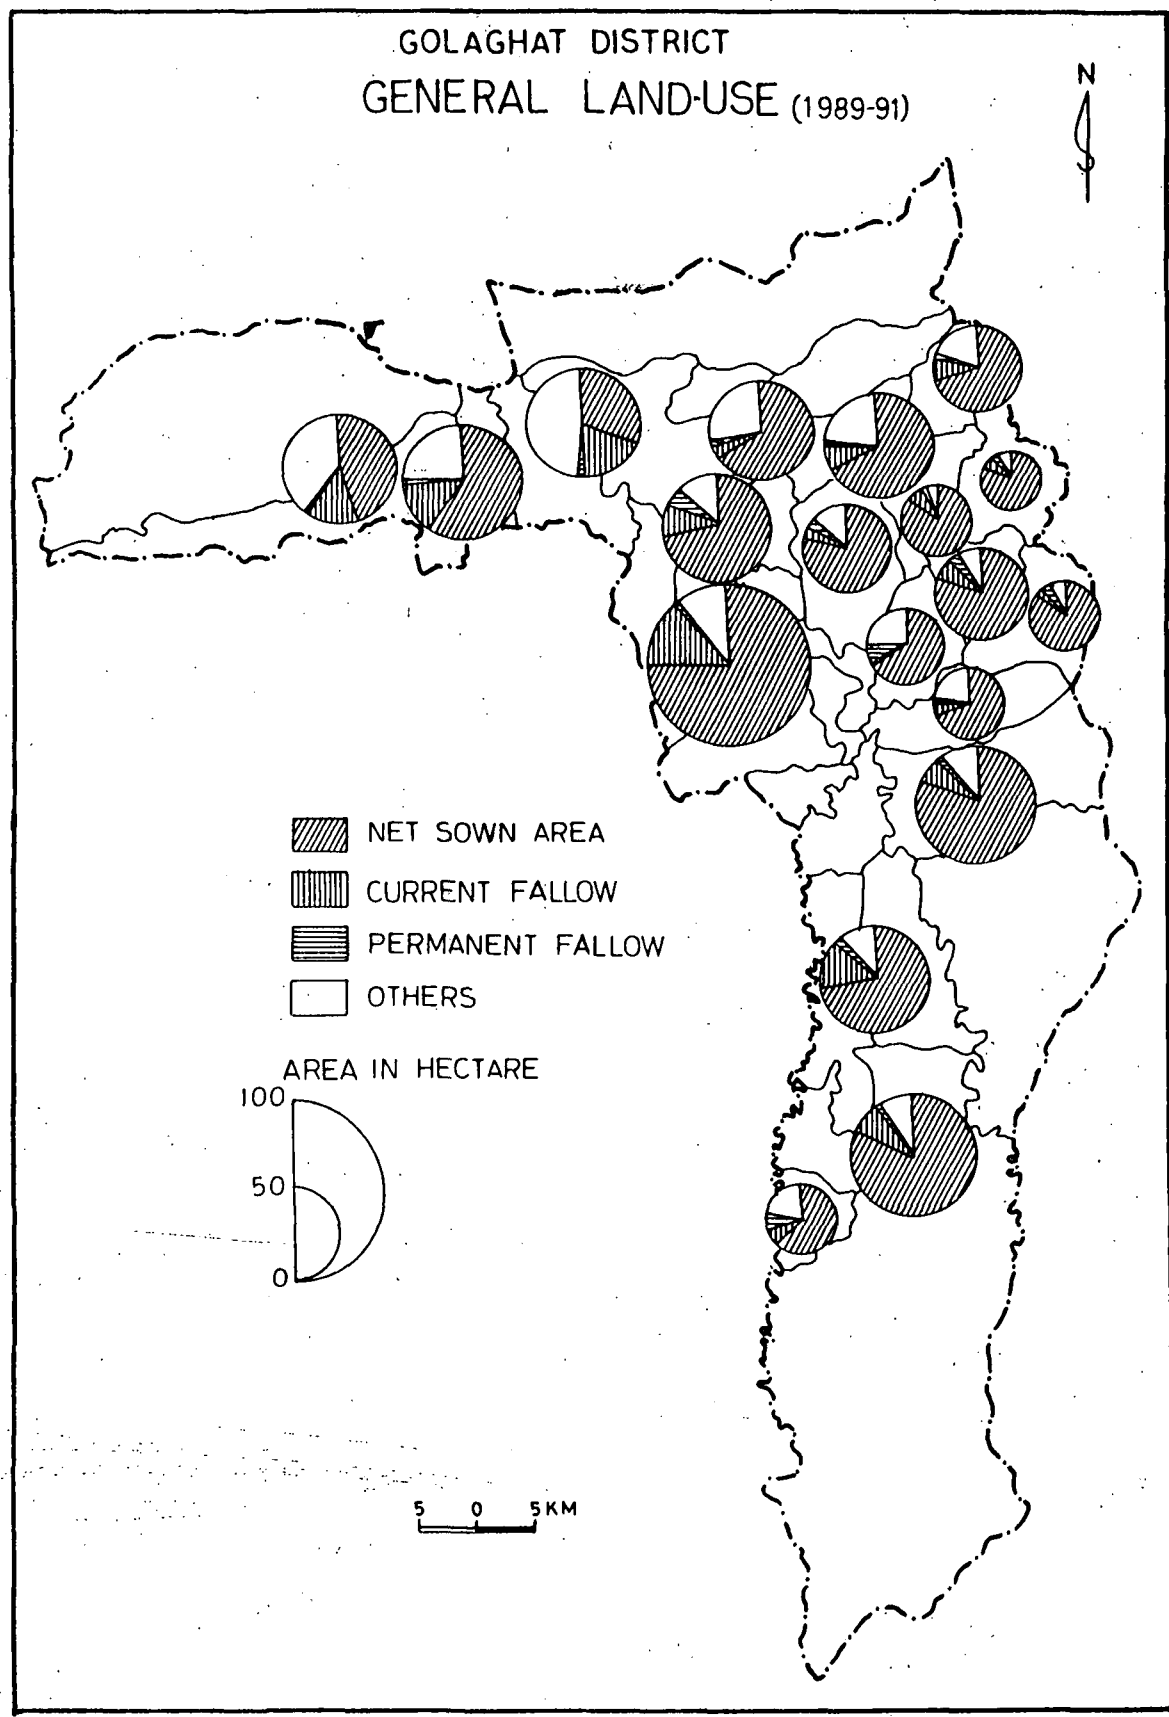 GOLAGHAT DISTRICT
GENERAL LAND-USE (1989-91)
N
NET SOWN AREA
CURRENT FALLOW
PERMANENT FALLOW
OTHERS
AREA IN HECTARE
100
50
0
5 0 5 KM